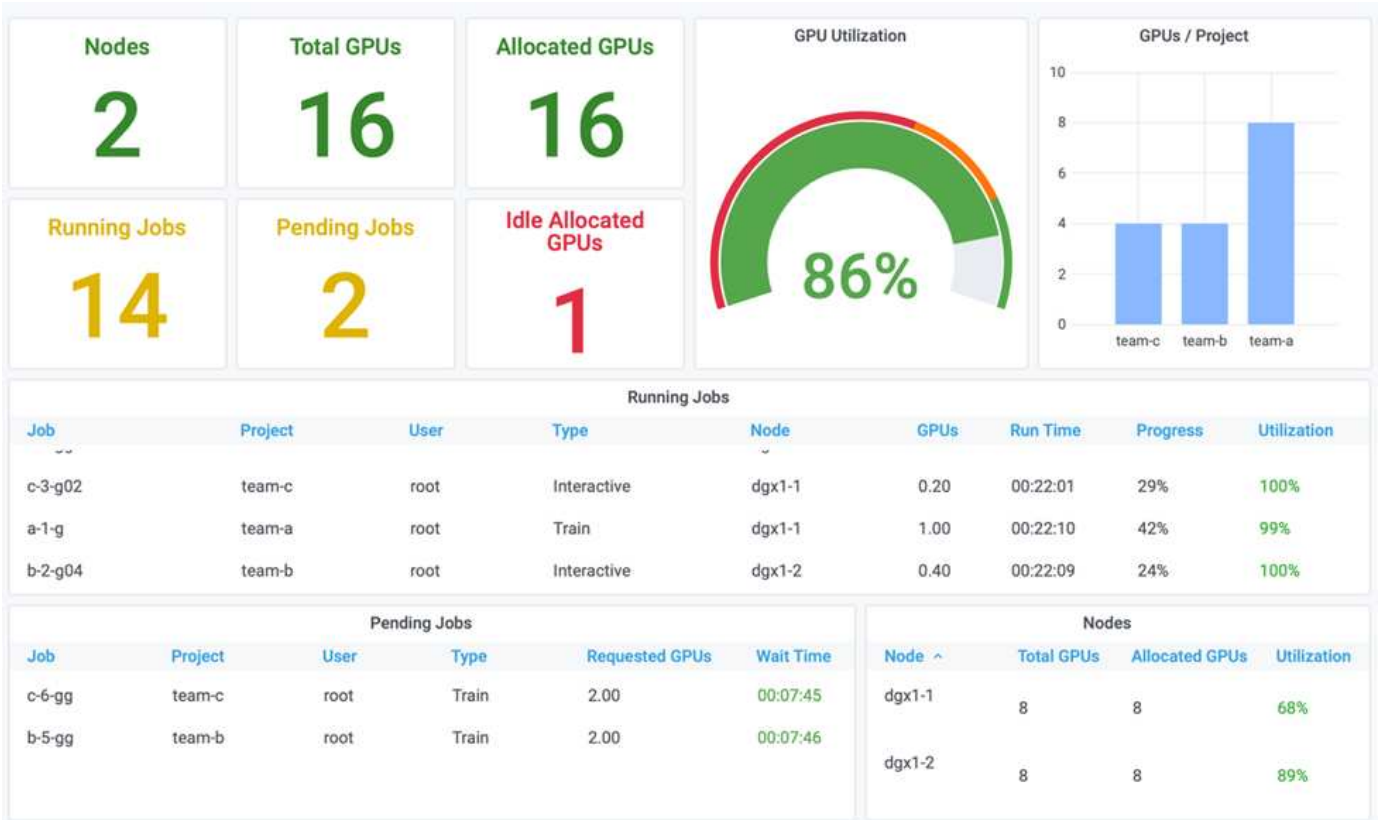 Nodes
2
Total GPUs
16
Allocated GPUs
16
Running Jobs
14
Pending Jobs
2
Idle Allocated
GPUs
1
GPU Utilization
86%
GPUs / Project
10
8
6
4
2
0
team-c team-b team-a
Running Jobs
Job Project User Type Node GPUs Run Time Progress Utilization
c-3-g02 team-c root Interactive dgx1-1 0.20 00:22:01 29% 100%
a-1-g team-a root Train dgx1-1 1.00 00:22:10 42% 99%
b-2-g04 team-b root Interactive dgx1-2 0.40 00:22:09 24% 100%
Pending Jobs
Job Project User Type Requested GPUs Wait Time
c-6-gg team-c root Train 2.00 00:07:45
b-5-gg team-b root Train 2.00 00:07:46
Nodes
Node Total GPUs Allocated GPUs Utilization
dgx1-1 8 8 68%
dgx1-2 8 8 89%